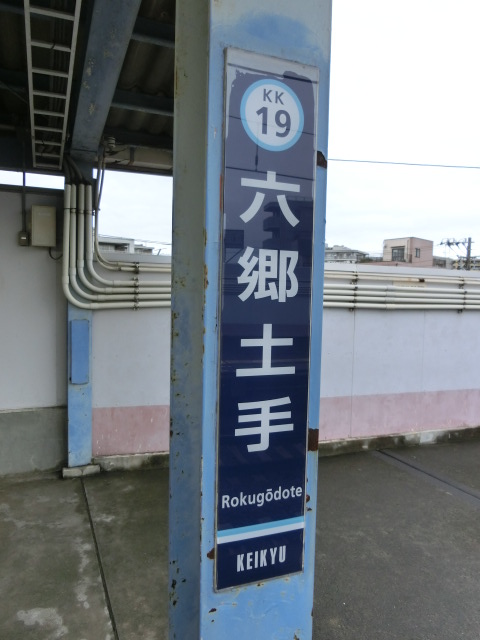 KK
19
六郷土手
Rokugōdote
KEIKYU